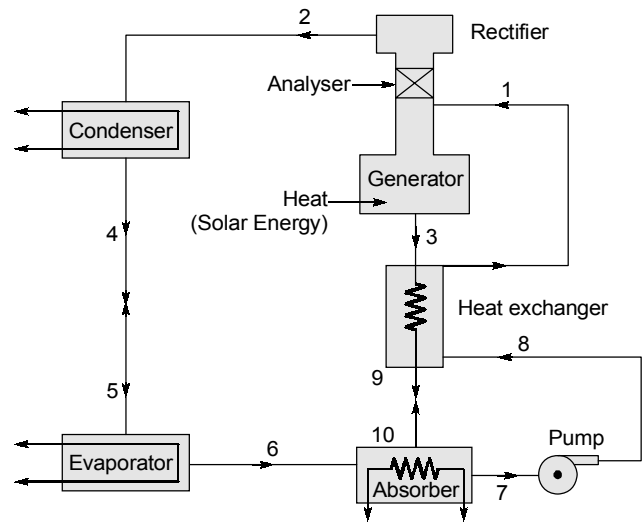 2
Rectifier
Analyser
1
Condenser
Generator
Heat
(Solar Energy)
4
3
Heat exchanger
8
5
9
10
Pump
6
Evaporator
Absorber
7